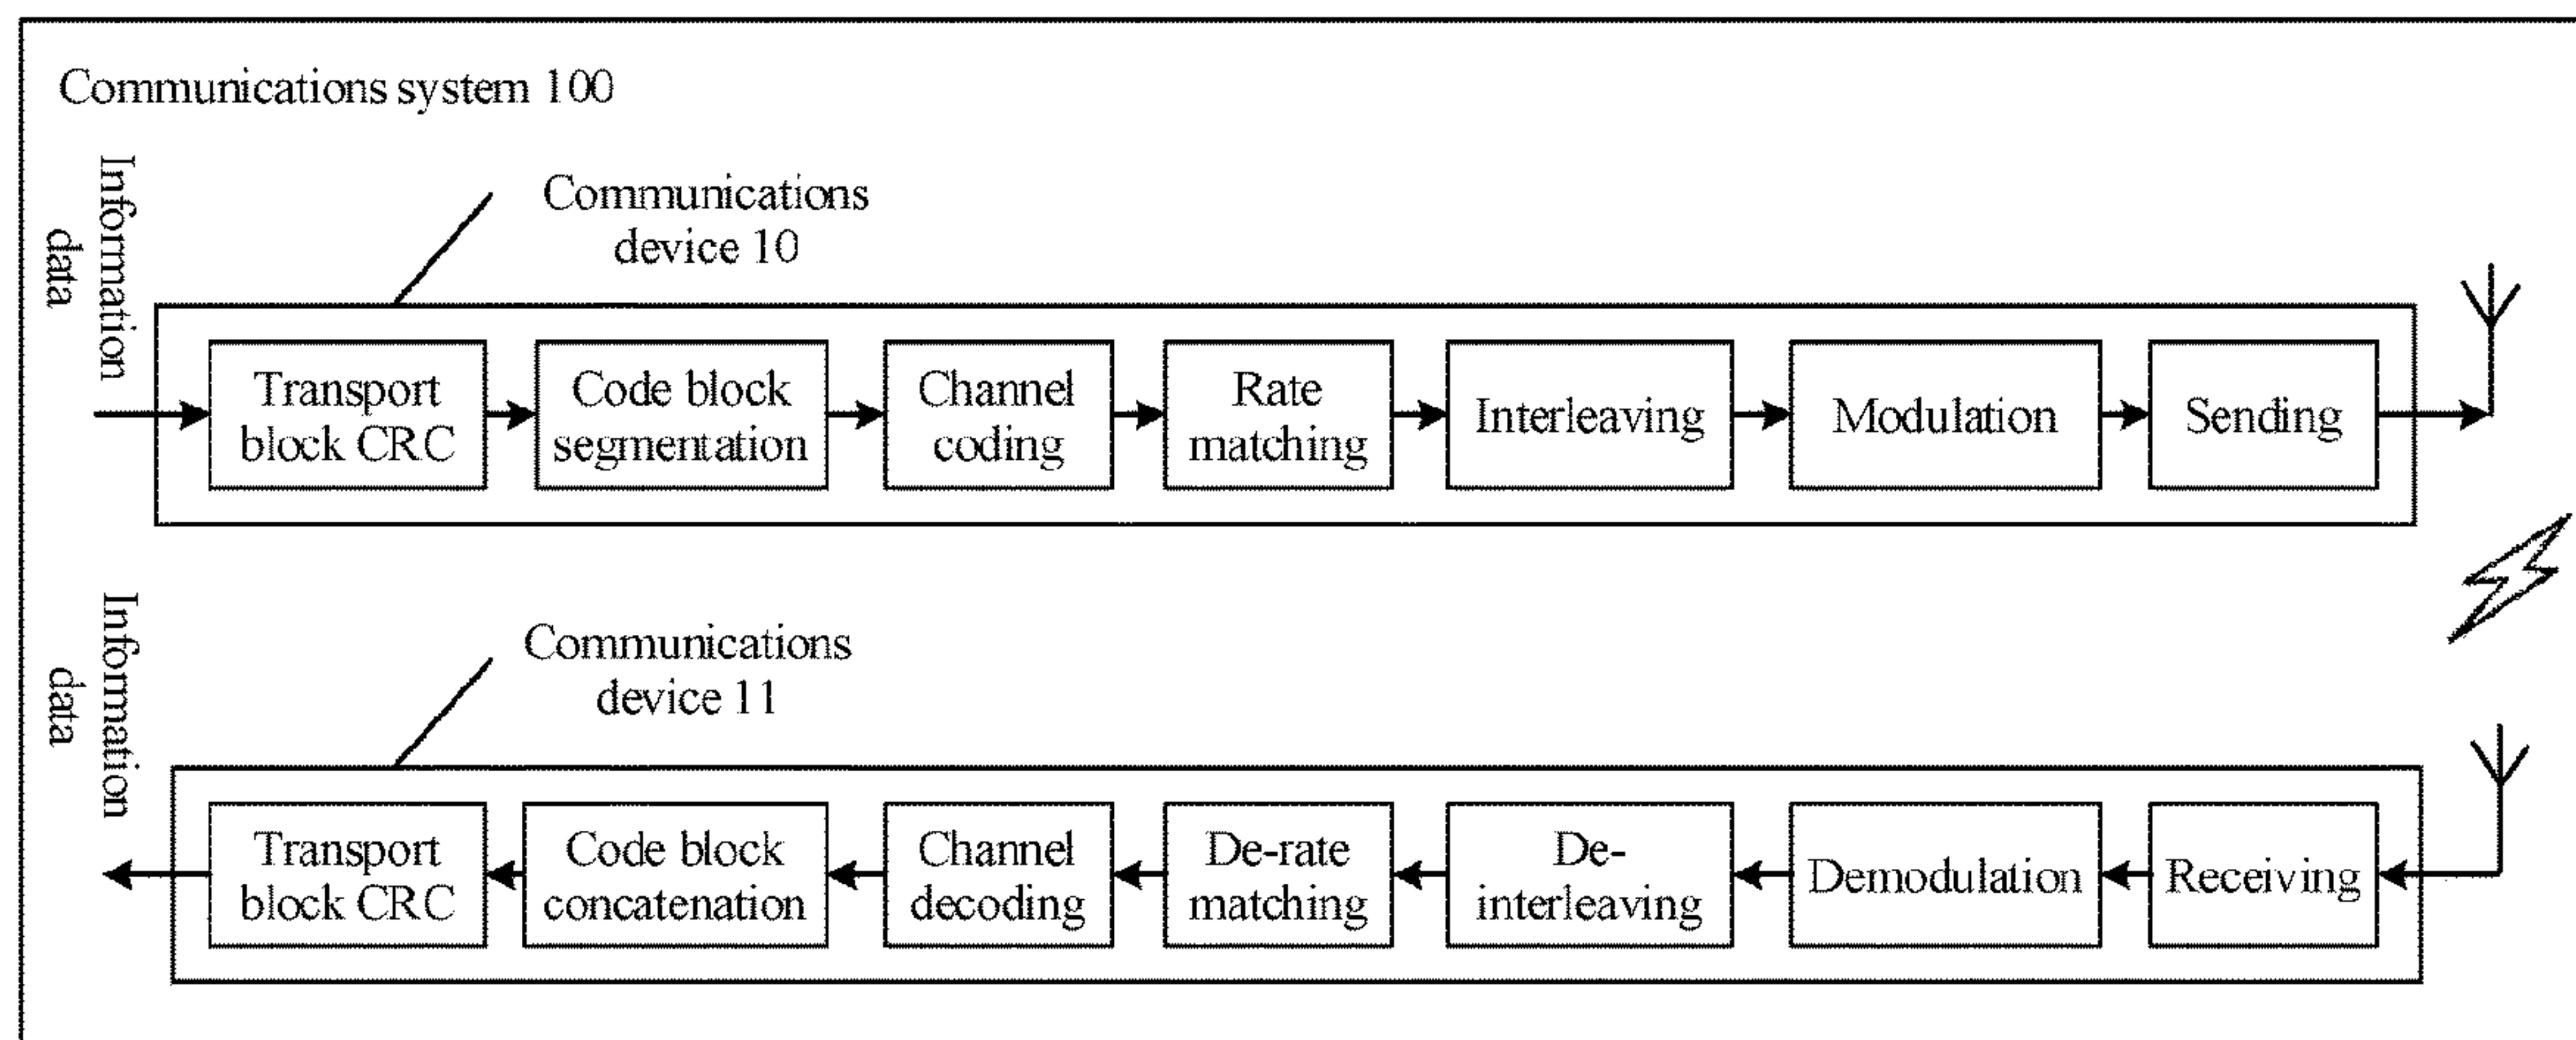 Communications system 100
Information
data
Communications
device 10
Transport
block CRC
Code block
segmentation
Channel
coding
Rate
matching
Interleaving
Modulation
Sending
Information
data
Communications
device 11
Transport
block CRC
Code block
concatenation
Channel
decoding
De-rate
matching
De-
interleaving
Demodulation
Receiving